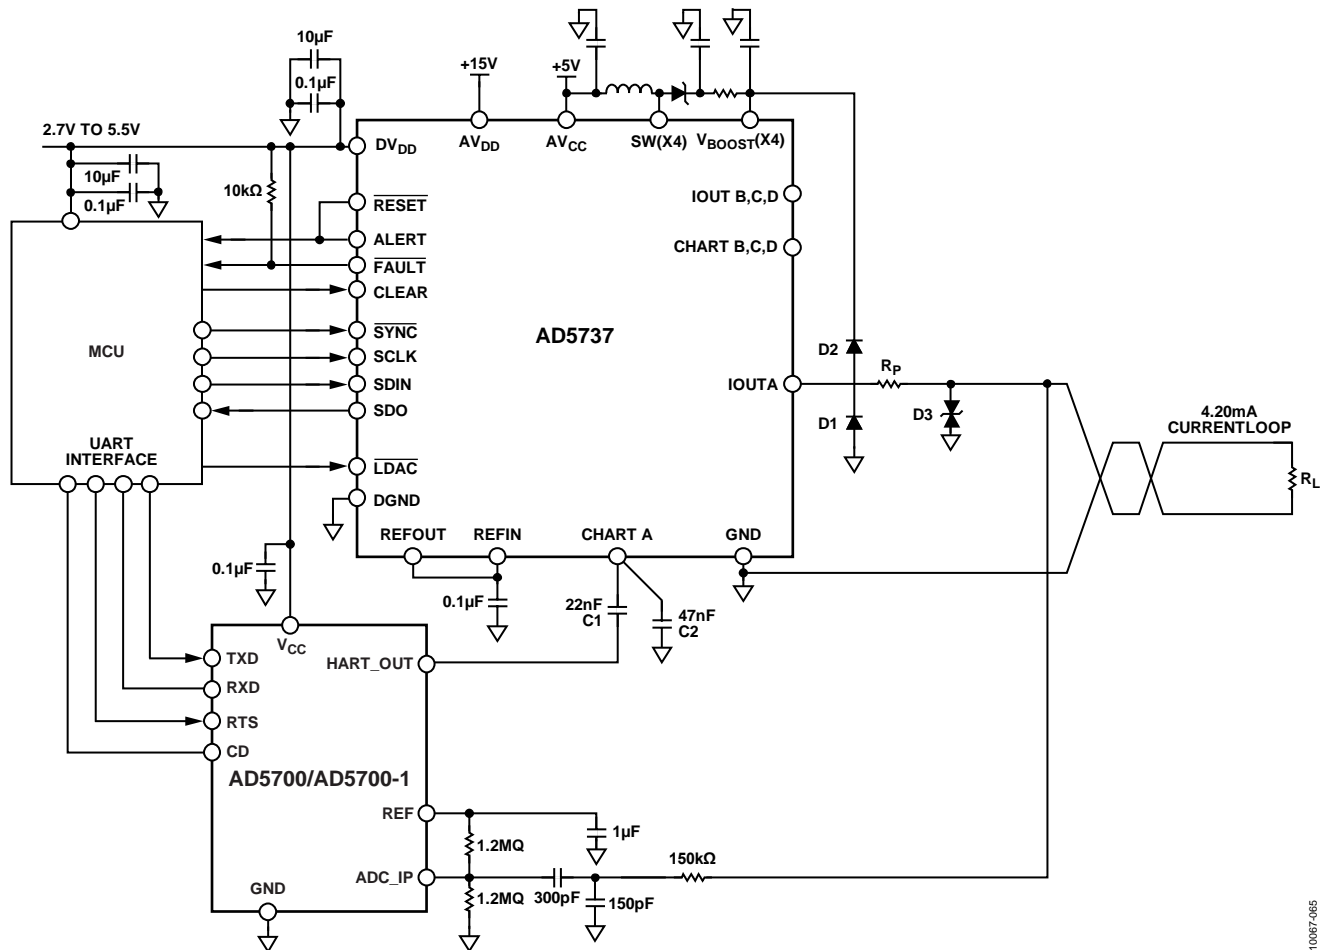 10µF
0.1µF
+15V
+5V
2.7V TO 5.5V
10µF
0.1µF
10kΩ
DVDD
AVDD
AVCC
SW(X4)
VBOOST(X4)
RESET
ALERT
FAULT
CLEAR
SYNC
SCLK
SDIN
SDO
LDAC
DGND
REFOUT
REFIN
CHART A
GND
IOUT B,C,D
CHART B,C,D
IOUTA
AD5737
MCU
UART
INTERFACE
D2
RP
D1
D3
4.20mA
CURRENTLOOP
RL
0.1µF
0.1µF
22nF
C1
47nF
C2
VCC
TXD
RXD
RTS
CD
HART_OUT
AD5700/AD5700-1
REF
ADC_IP
GND
1.2MQ
1.2MQ
1µF
300pF
150pF
150kΩ
10067-065